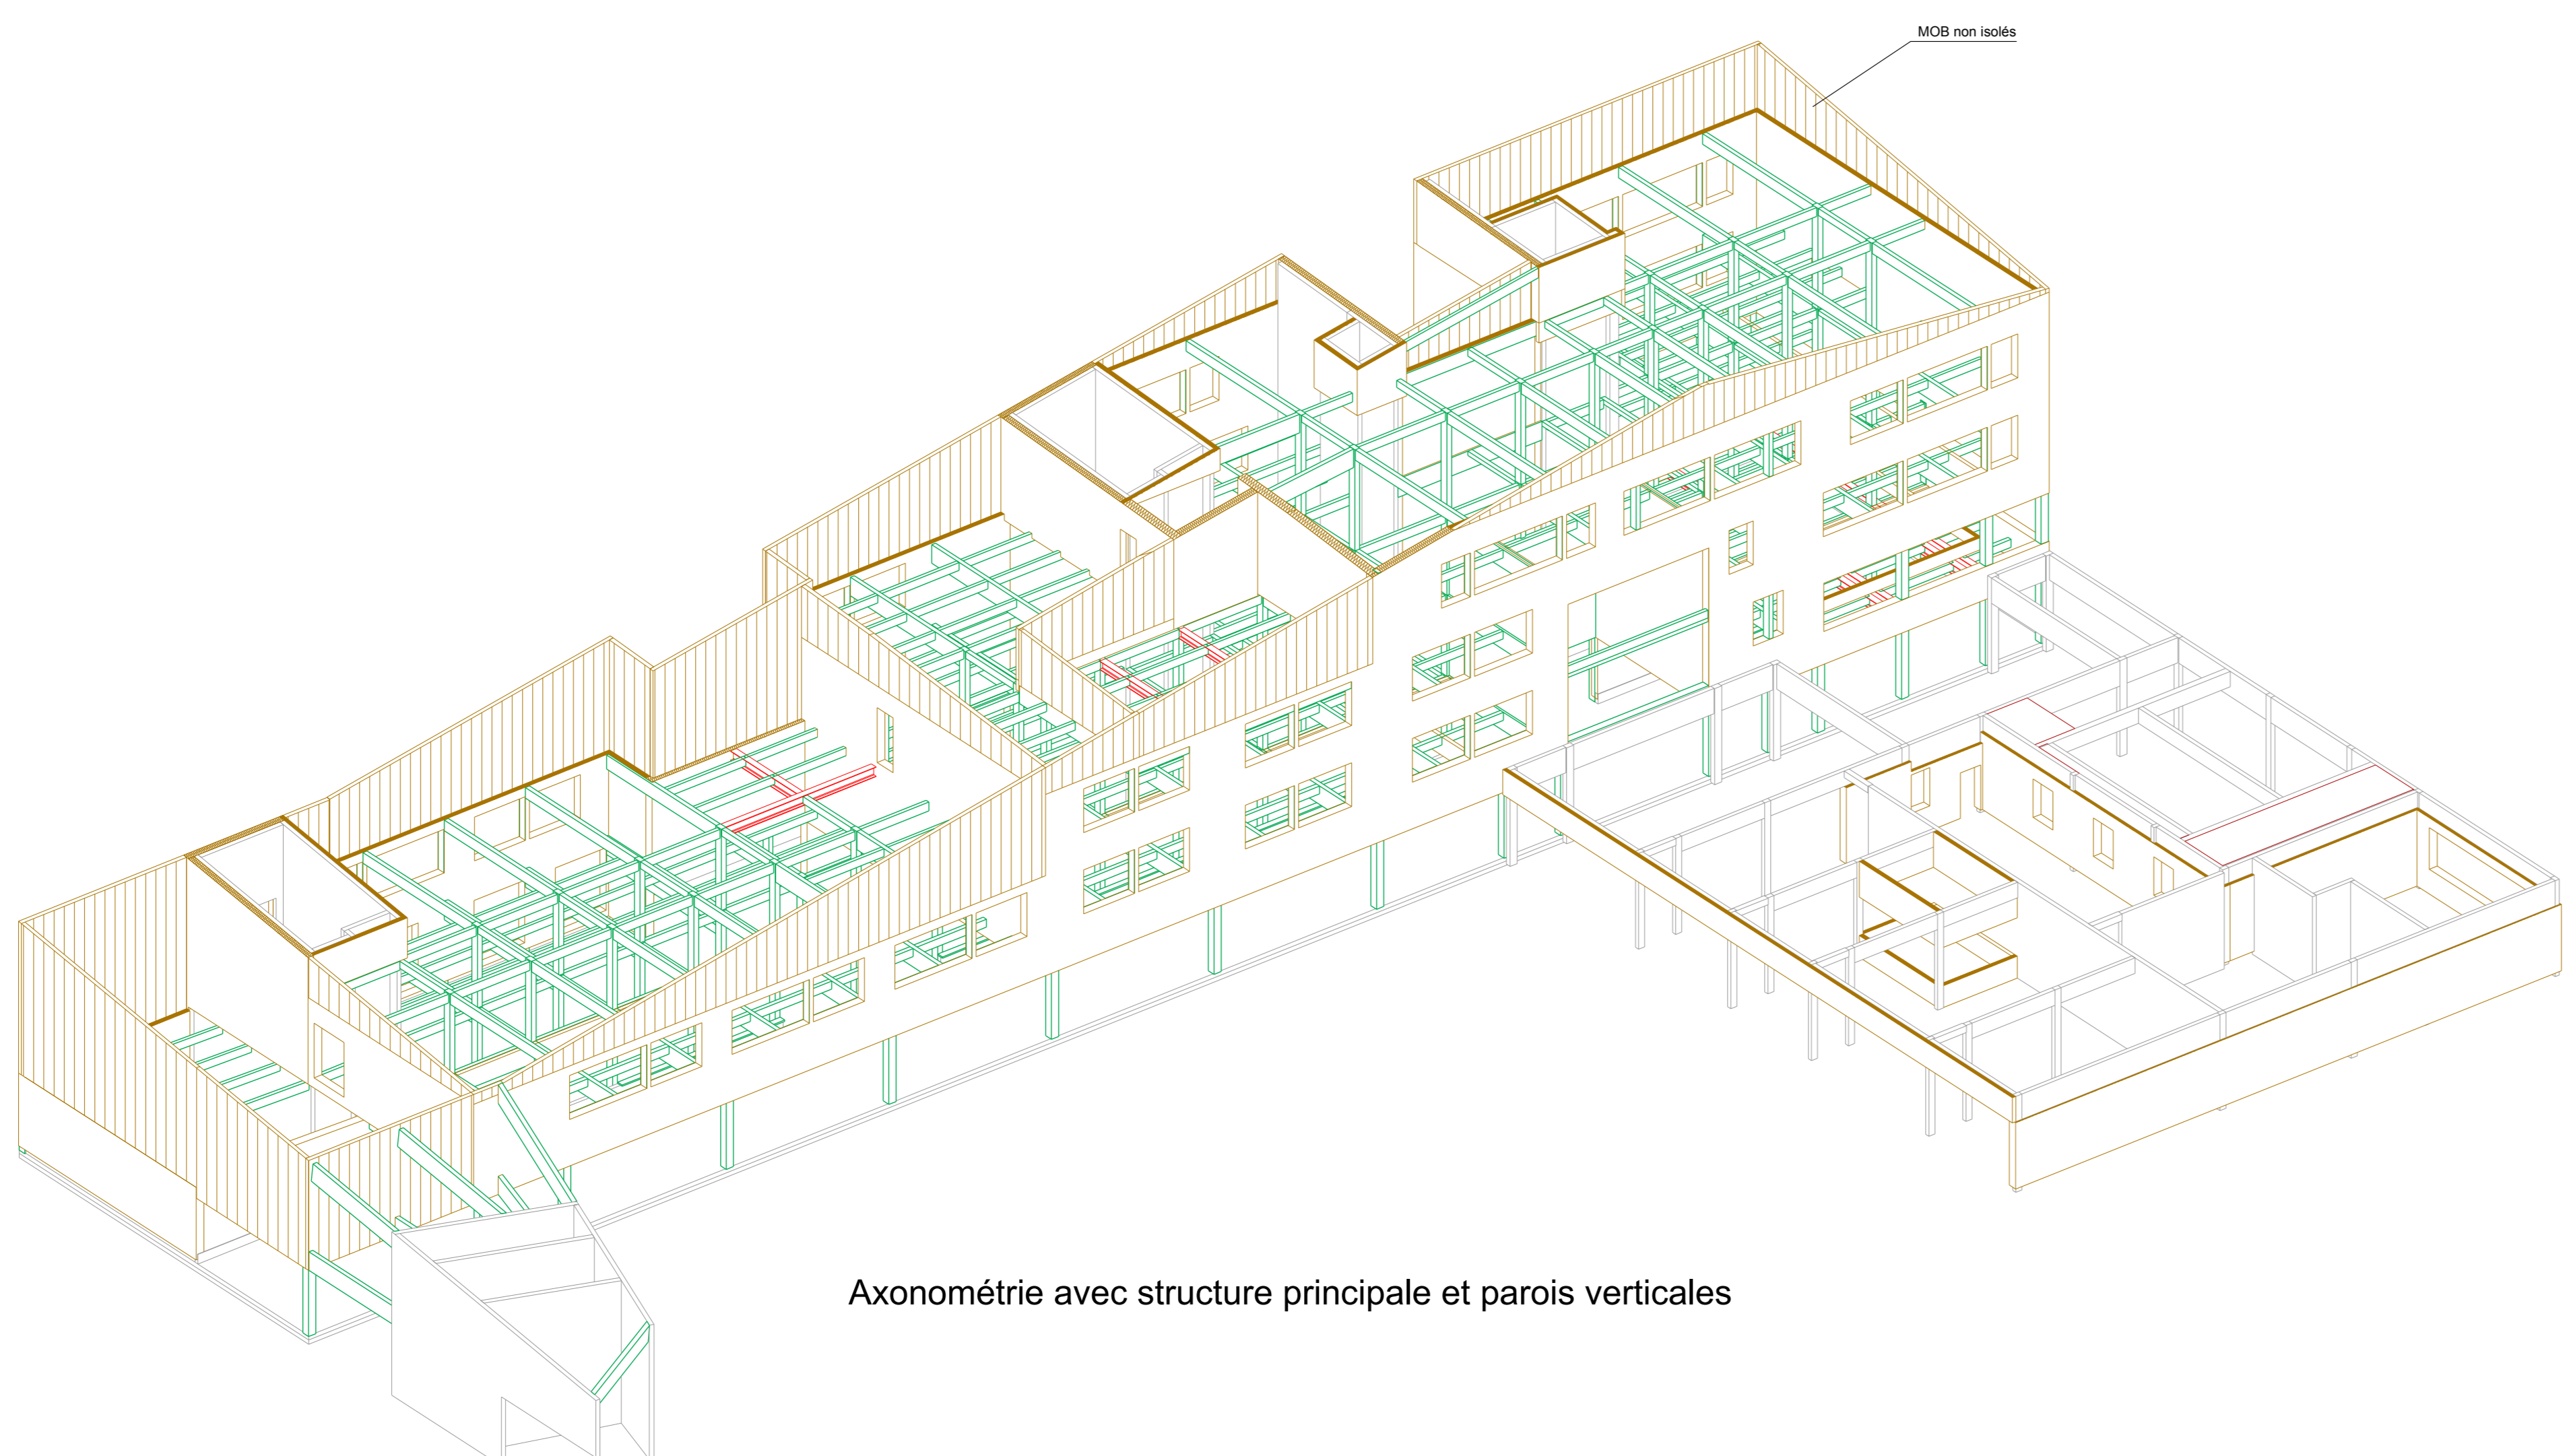 MOB non isolés
Axonométrie avec structure principale et parois verticales